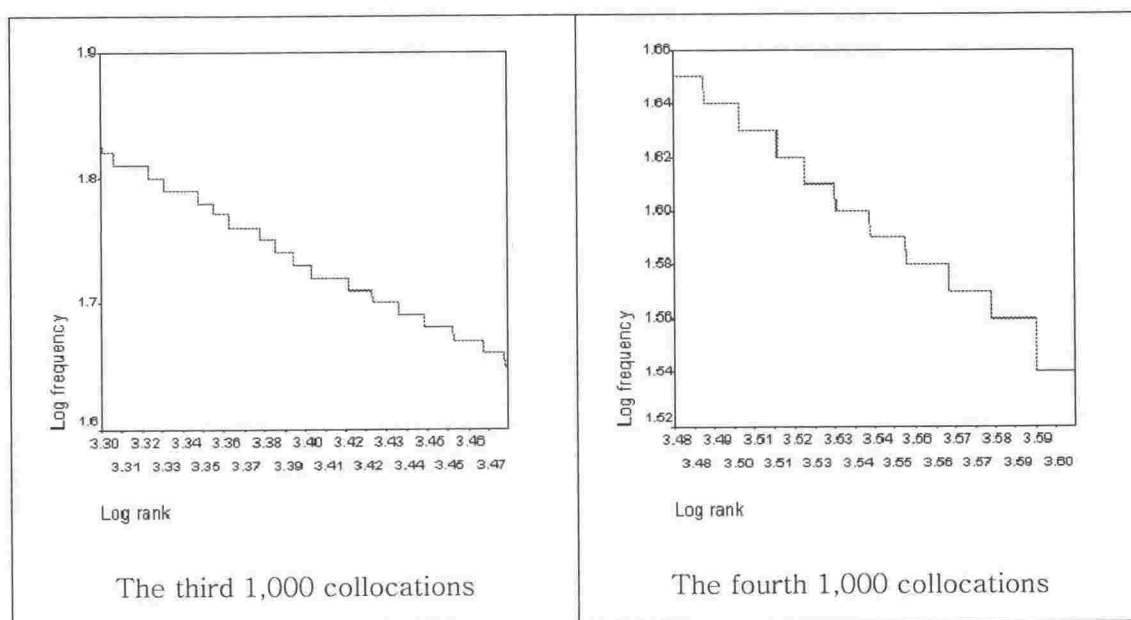 1.9
1.8
1.7
1.6
Log frequency
3.30 3.32 3.34 3.36 3.38 3.40 3.42 3.43 3.45 3.46
3.31 3.33 3.35 3.37 3.39 3.41 3.42 3.44 3.45 3.47
Log rank
The third 1,000 collocations
1.66
1.64
1.62
1.60
1.58
1.56
1.54
1.52
Log frequency
3.48 3.49 3.51 3.52 3.53 3.54 3.56 3.57 3.58 3.59
3.48 3.50 3.51 3.53 3.54 3.55 3.56 3.57 3.59 3.60
Log rank
The fourth 1,000 collocations